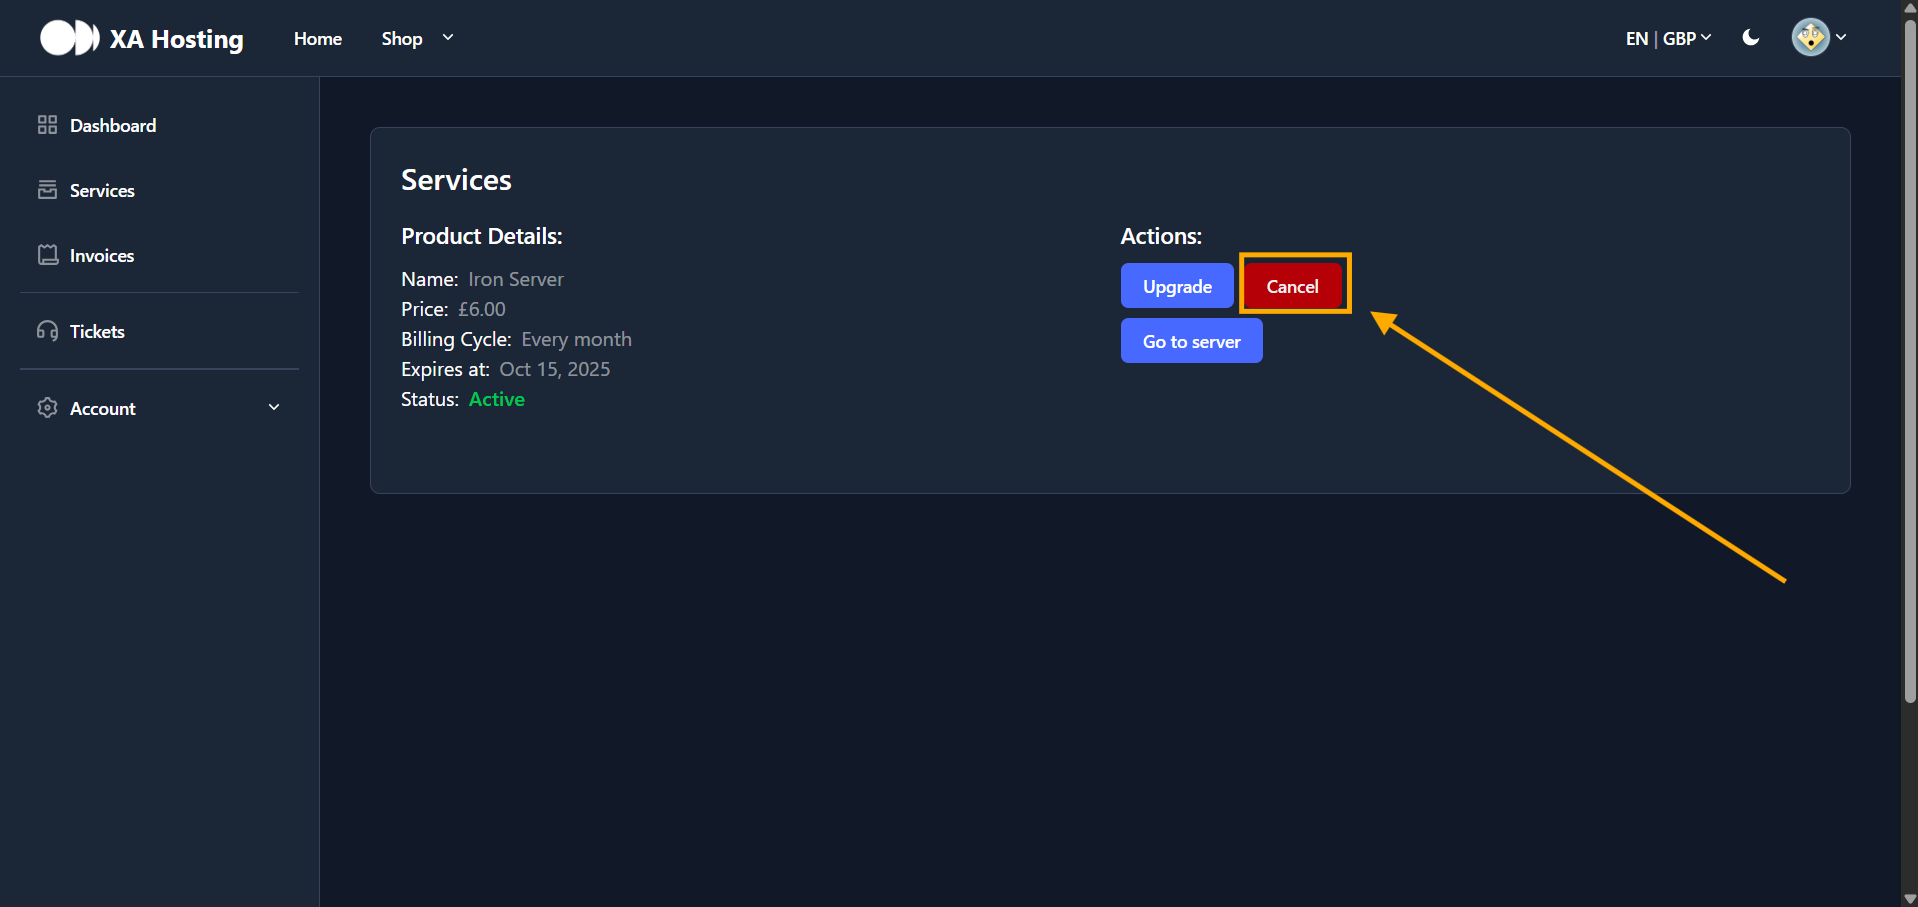 XA Hosting
Home
Shop
EN | GBP
Dashboard
Services
Invoices
Tickets
Account
Services
Product Details:
Name: Iron Server
Price: £6.00
Billing Cycle: Every month
Expires at: Oct 15, 2025
Status: Active
Actions:
Upgrade
Cancel
Go to server